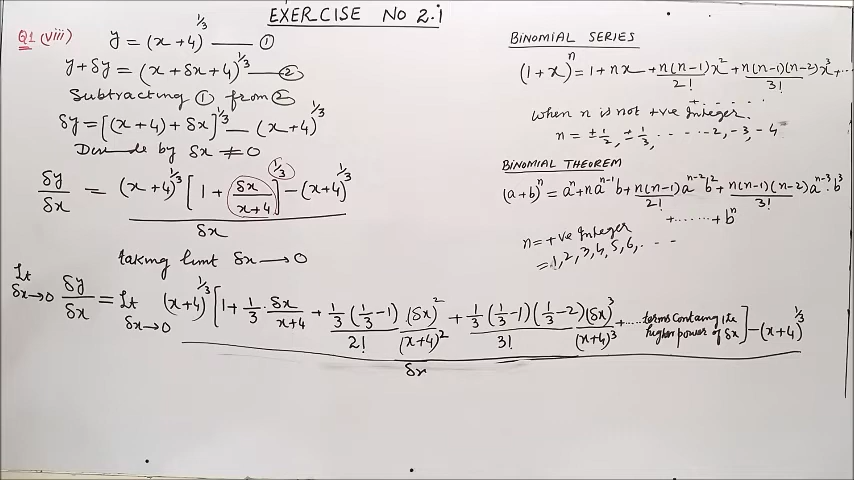 EXERCISE No 2.1
Q1(viii)
y = (x+4)^{1/3} —— ①
y+δy = (x+δx+4)^{1/3} —— ②
Subtracting ① from ②
δy = [(x+4)+δx]^{1/3} — (x+4)^{1/3}
by δx ≠ 0
δy/δx = ((x+4)^{1/3} [1 + δx/(x+4)]^{1/3} − (x+4)^{1/3}) / δx
taking limit δx → 0
Lt δx→0 δy/δx = Lt δx→0 ((x+4)^{1/3} [1 + 1/3 · δx/(x+4) + (1/3(1/3−1))/2! (δx)^2/(x+4)^2 + (1/3(1/3−1)(1/3−2))/3! (δx)^3/(x+4)^3 + ..... terms containg the higher power of δx] − (x+4)^{1/3}) / δx
BINOMIAL SERIES
(1+x)^n = 1 + nx + n(n−1)/2! x^2 + n(n−1)(n−2)/3! x^3 + ...
+ - - - - - -
when n is not +ve Integer.
n = ±1/2, ±1/3, - - - - - -2, -3, -4
BINOMIAL THEOREM
(a+b)^n = a^n + n a^{n-1} b + n(n−1)/2! a^{n-2} b^2 + n(n−1)(n−2)/3! a^{n-3} · b^3
+ ...... + b^n
n = +ve Integer
= 1, 2, 3, 4, 5, 6, - - -